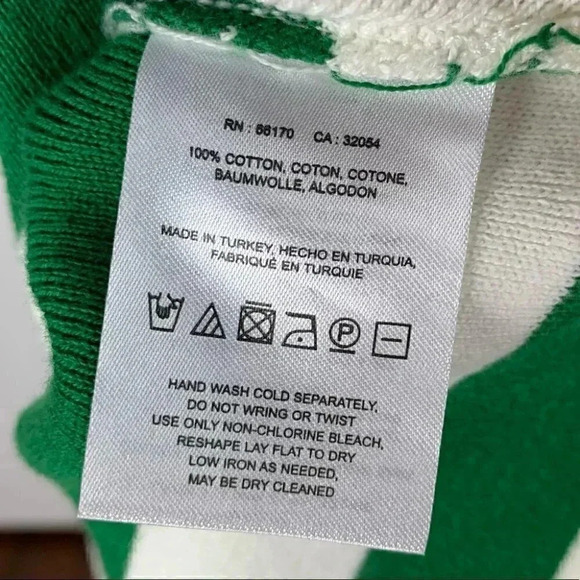 RN : 88170 CA : 32054
100% COTTON, COTON, COTONE,
BAUMWOLLE, ALGODON
MADE IN TURKEY, HECHO EN TURQUIA,
FABRIQUÉ EN TURQUIE
P
HAND WASH COLD SEPARATELY,
DO NOT WRING OR TWIST
USE ONLY NON-CHLORINE BLEACH,
RESHAPE LAY FLAT TO DRY
LOW IRON AS NEEDED,
MAY BE DRY CLEANED